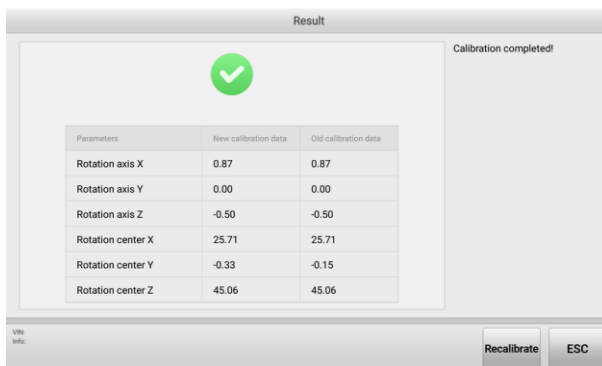 Result
Calibration completed!
Parameters New calibration data Old calibration data
Rotation axis X 0.87 0.87
Rotation axis Y 0.00 0.00
Rotation axis Z -0.50 -0.50
Rotation center X 25.71 25.71
Rotation center Y -0.33 -0.15
Rotation center Z 45.06 45.06
VIN:
Info:
Recalibrate ESC